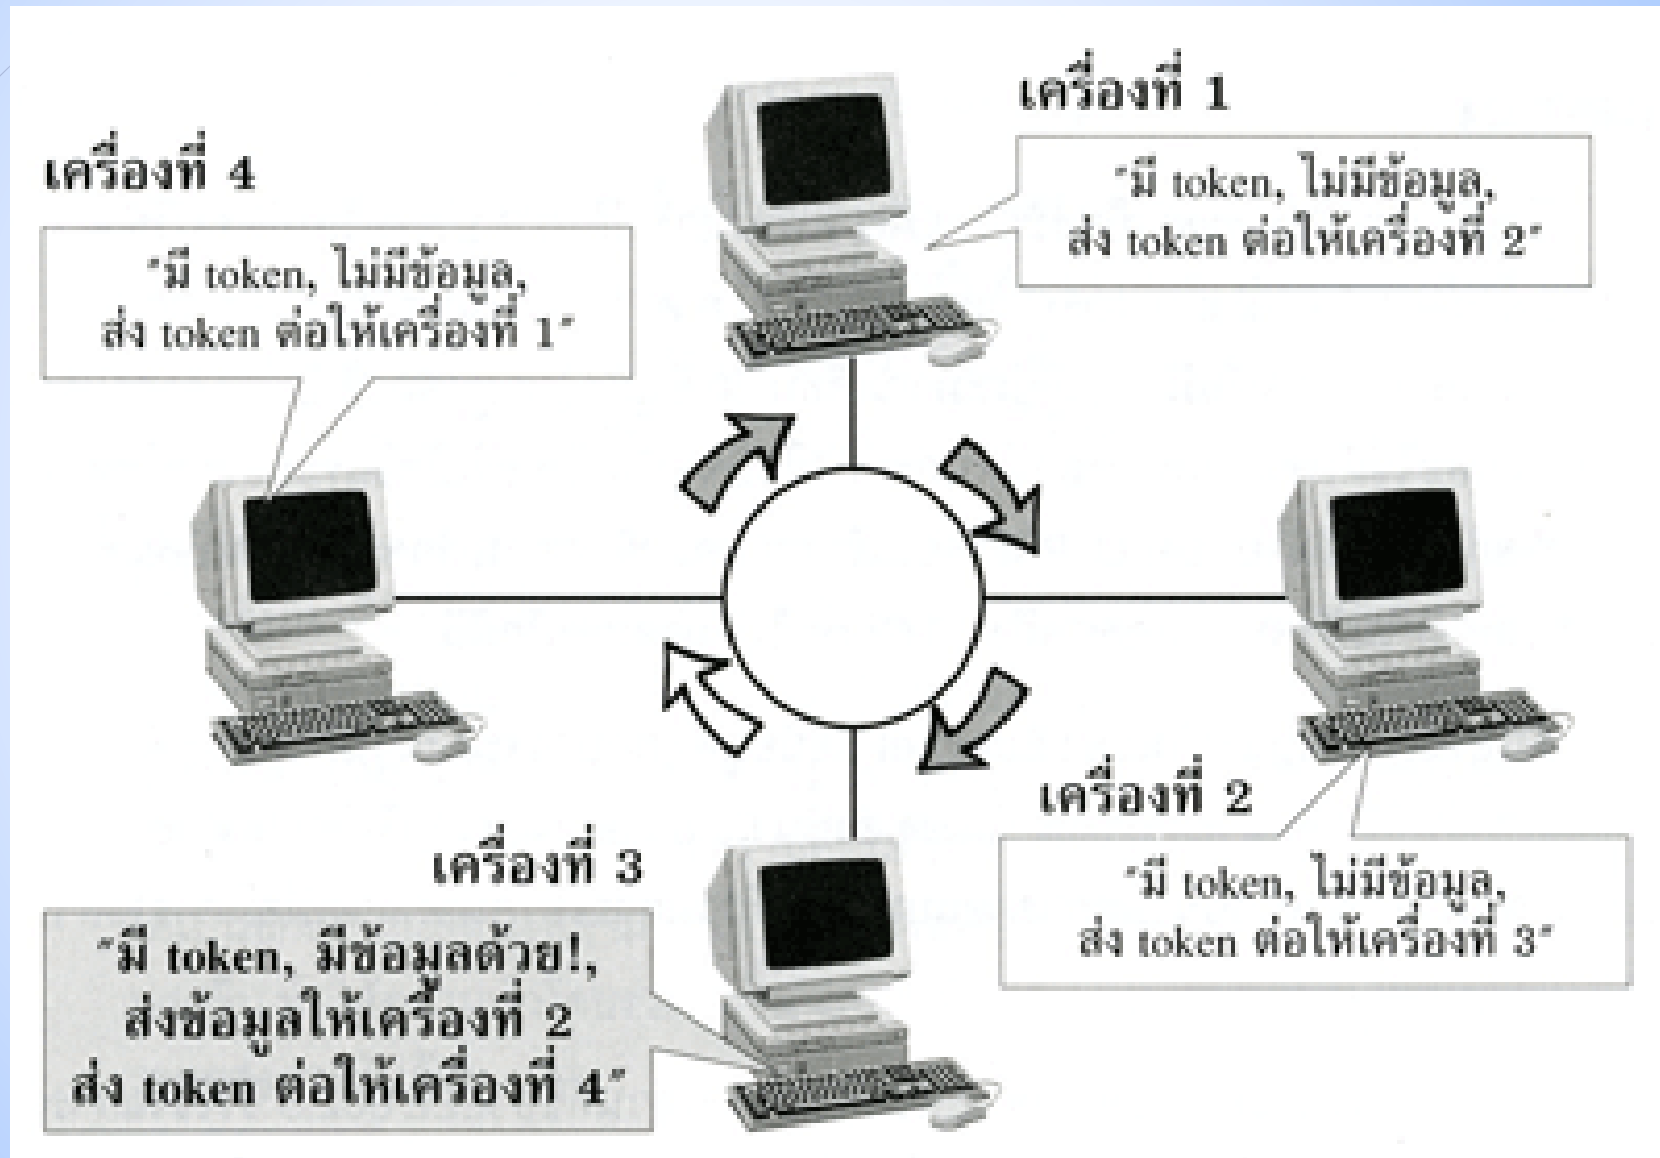 เครื่องที่ 1
"มี token, ไม่มีข้อมูล,
ส่ง token ต่อให้เครื่องที่ 2"
เครื่องที่ 4
"มี token, ไม่มีข้อมูล,
ส่ง token ต่อให้เครื่องที่ 1"
เครื่องที่ 2
"มี token, ไม่มีข้อมูล,
ส่ง token ต่อให้เครื่องที่ 3"
เครื่องที่ 3
"มี token, มีข้อมูลด้วย!,
ส่งข้อมูลให้เครื่องที่ 2
ส่ง token ต่อให้เครื่องที่ 4"